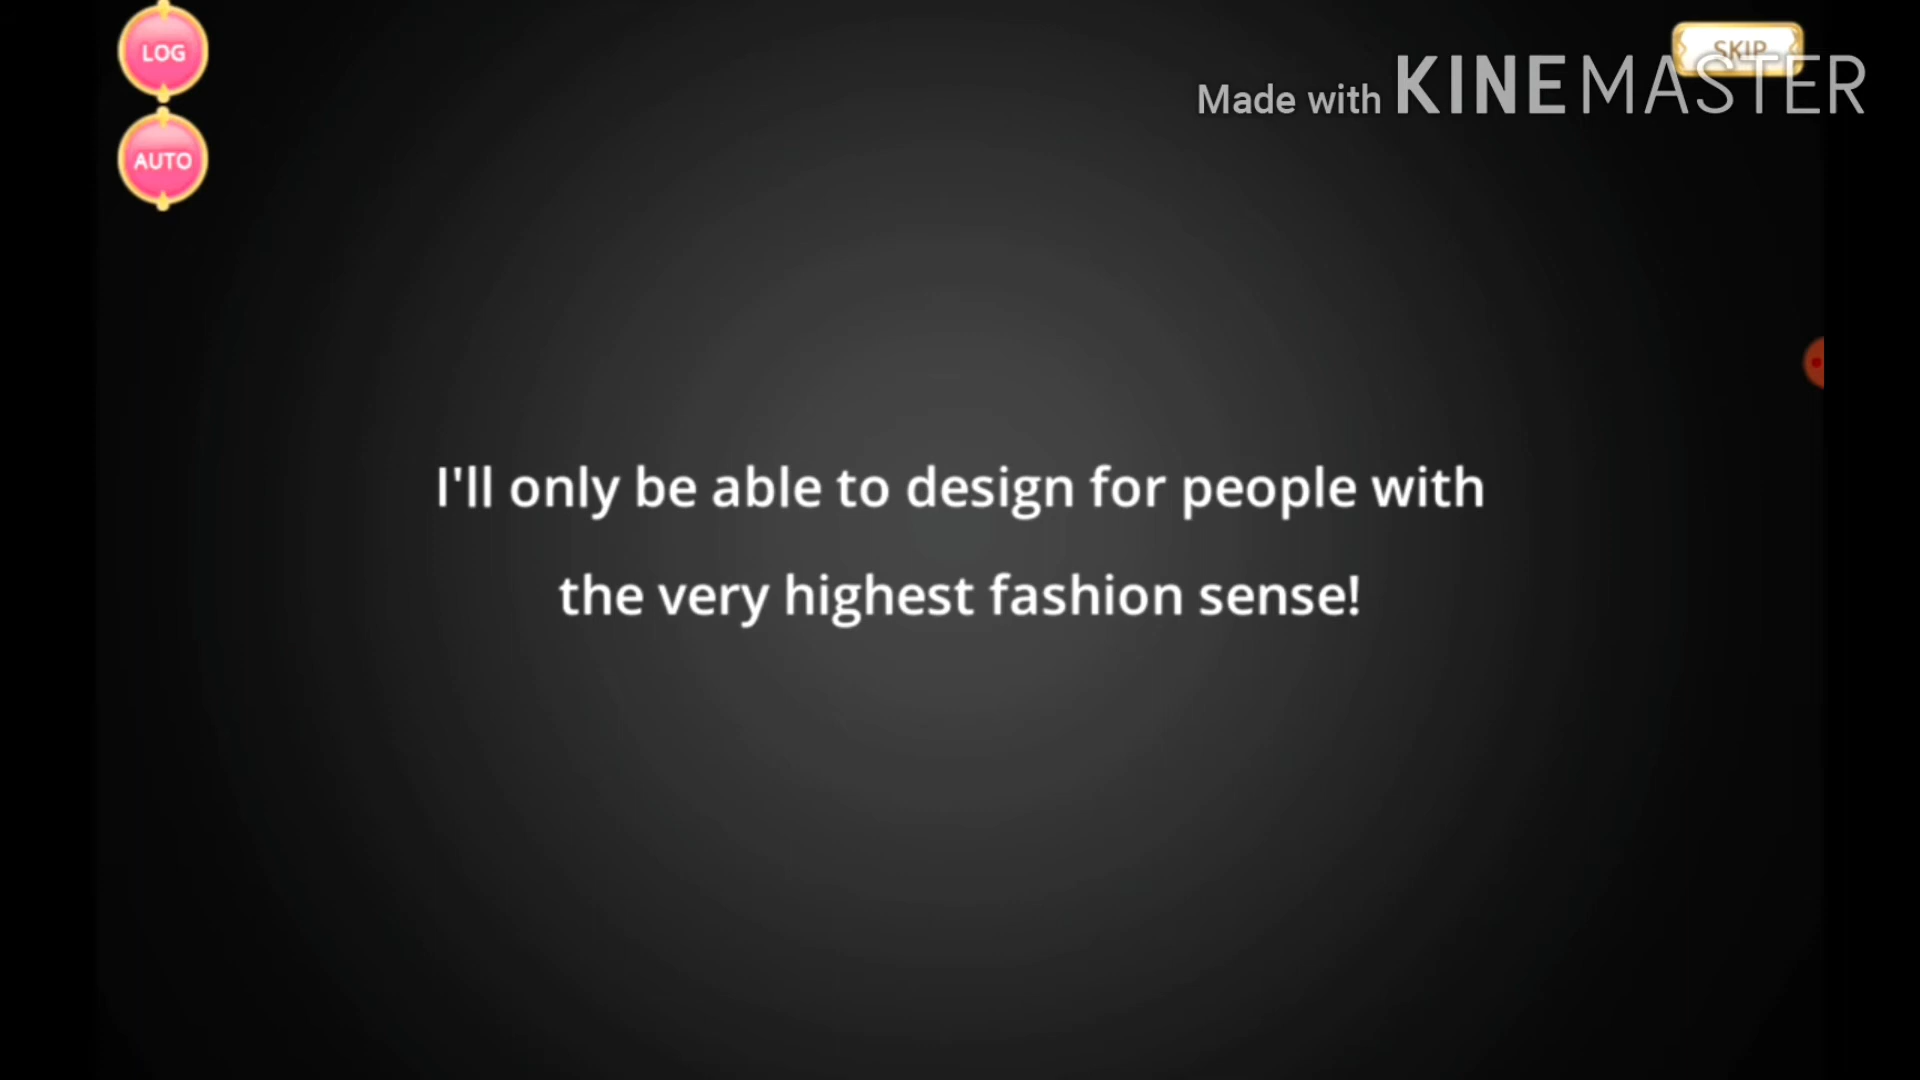 LOG
SKIP
Made with KINEMASTER
AUTO
I'll only be able to design for people with
the very highest fashion sense!